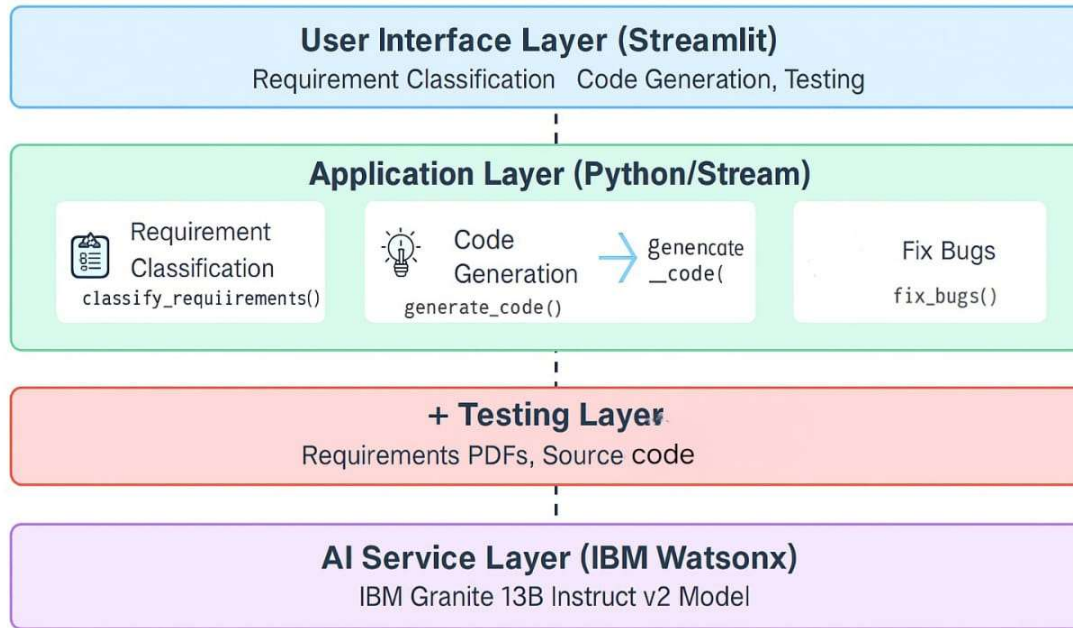 User Interface Layer (Streamlit)
Requirement Classification Code Generation, Testing
Application Layer (Python/Stream)
Requirement
Classification
classify_requiirements()
Code
Generation
generate_code()
genencate
__code(
Fix Bugs
fix_bugs()
+ Testing Layer
Requirements PDFs, Source code
AI Service Layer (IBM Watsonx)
IBM Granite 13B Instruct v2 Model